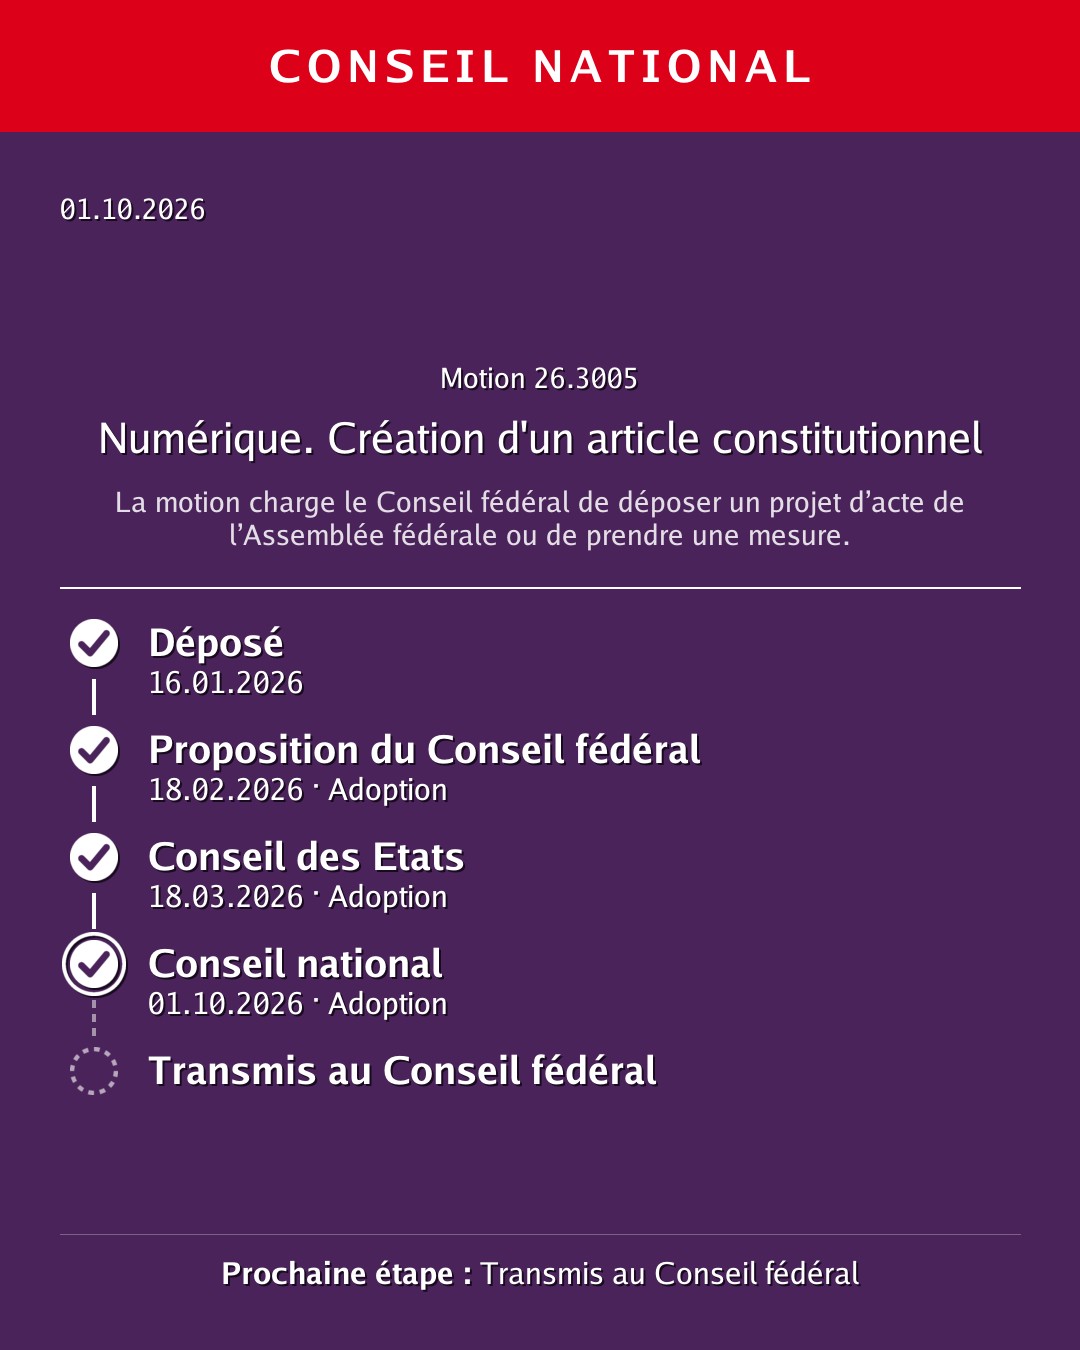 CONSEIL NATIONAL
01.10.2026
Motion 26.3005
Numérique. Création d'un article constitutionnel
La motion charge le Conseil fédéral de déposer un projet d’acte de
l’Assemblée fédérale ou de prendre une mesure.
Déposé
16.01.2026
Proposition du Conseil fédéral
18.02.2026 · Adoption
Conseil des Etats
18.03.2026 · Adoption
Conseil national
01.10.2026 · Adoption
Transmis au Conseil fédéral
Prochaine étape : Transmis au Conseil fédéral